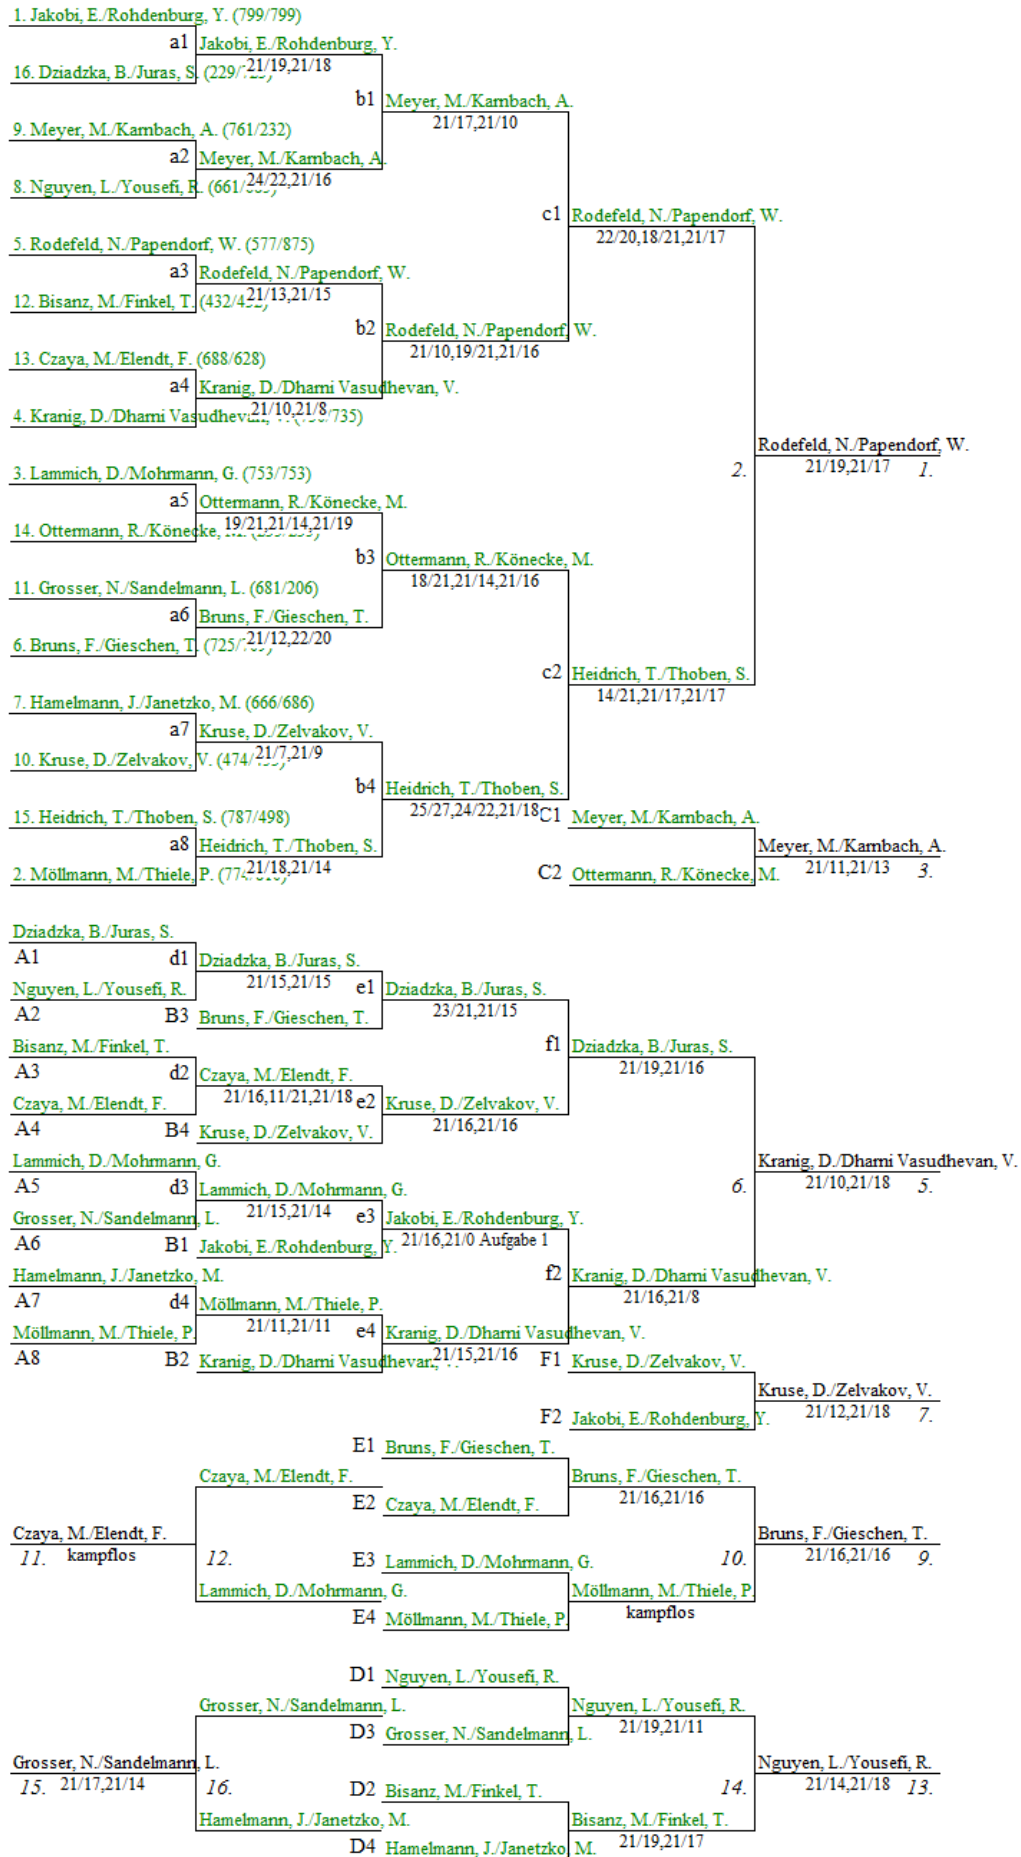 1. Jakobi, E./Rohdenburg, Y. (799/799)
a1 Jakobi, E./Rohdenburg, Y.
16. Dziadzka, B./Juras, S. (229/ 21/19,21/18
b1 Meyer, M./Kambach, A.
21/17,21/10
9. Meyer, M./Kambach, A. (761/232)
a2 Meyer, M./Kambach, A.
8. Nguyen, L./Yousefi, R. (661/ 24/22,21/16
c1 Rodefeld, N./Papendorf, W.
22/20,18/21,21/17
5. Rodefeld, N./Papendorf, W. (577/875)
a3 Rodefeld, N./Papendorf, W.
12. Bisanz, M./Finkel, T. (432/ 21/13,21/15
b2 Rodefeld, N./Papendorf, W.
21/10,19/21,21/16
13. Czaya, M./Elendt, F. (688/628)
a4 Kranig, D./Dharni Vasudhevan, V.
4. Kranig, D./Dharni Vasudhevan, 21/10,21/8 /735)
Rodefeld, N./Papendorf, W.
2. 21/19,21/17 1.
3. Lammich, D./Mohrmann, G. (753/753)
a5 Ottermann, R./Könecke, M.
14. Ottermann, R./Könecke, 19/21,21/14,21/19
b3 Ottermann, R./Könecke, M.
18/21,21/14,21/16
11. Grosser, N./Sandelmann, L. (681/206)
a6 Bruns, F./Gieschen, T.
6. Bruns, F./Gieschen, T. (725/ 21/12,22/20
c2 Heidrich, T./Thoben, S.
14/21,21/17,21/17
7. Hamelmann, J./Janetzko, M. (666/686)
a7 Kruse, D./Zelvakov, V.
10. Kruse, D./Zelvakov, V. (474/ 21/7,21/9
b4 Heidrich, T./Thoben, S.
25/27,24/22,21/18
15. Heidrich, T./Thoben, S. (787/498)
C1 Meyer, M./Kambach, A.
a8 Heidrich, T./Thoben, S.
Meyer, M./Kambach, A.
2. Möllmann, M./Thiele, P. (774/ 21/18,21/14
C2 Ottermann, R./Könecke, M. 21/11,21/13 3.
Dziadzka, B./Juras, S.
A1 d1 Dziadzka, B./Juras, S.
21/15,21/15
Nguyen, L./Yousefi, R. e1 Dziadzka, B./Juras, S.
23/21,21/15
A2 B3 Bruns, F./Gieschen, T.
Bisanz, M./Finkel, T. f1 Dziadzka, B./Juras, S.
21/19,21/16
A3 d2 Czaya, M./Elendt, F.
21/16,11/21,21/18
Czaya, M./Elendt, F. e2 Kruse, D./Zelvakov, V.
21/16,21/16
A4 B4 Kruse, D./Zelvakov, V.
Lammich, D./Mohrmann, G. Kranig, D./Dharni Vasudhevan, V.
A5 d3 Lammich, D./Mohrmann, G. 6. 21/10,21/18 5.
21/15,21/14
Grosser, N./Sandelmann, L. e3 Jakobi, E./Rohdenburg, Y.
21/16,21/0 Aufgabe 1
A6 B1 Jakobi, E./Rohdenburg, Y.
Hamelmann, J./Janetzko, M. f2 Kranig, D./Dharni Vasudhevan, V.
21/16,21/8
A7 d4 Möllmann, M./Thiele, P.
21/11,21/11
Möllmann, M./Thiele, P. e4 Kranig, D./Dharni Vasudhevan, V.
21/15,21/16
A8 B2 Kranig, D./Dharni Vasudhevan,
F1 Kruse, D./Zelvakov, V.
Kruse, D./Zelvakov, V.
F2 Jakobi, E./Rohdenburg, Y. 21/12,21/18 7.
E1 Bruns, F./Gieschen, T.
Czaya, M./Elendt, F. Bruns, F./Gieschen, T.
21/16,21/16
E2 Czaya, M./Elendt, F.
Czaya, M./Elendt, F. Bruns, F./Gieschen, T.
11. kampflos 12. 10. 21/16,21/16 9.
E3 Lammich, D./Mohrmann, G.
Lammich, D./Mohrmann, G. Möllmann, M./Thiele, P.
kampflos
E4 Möllmann, M./Thiele, P.
D1 Nguyen, L./Yousefi, R.
Grosser, N./Sandelmann, L. Nguyen, L./Yousefi, R.
21/19,21/11
D3 Grosser, N./Sandelmann, L.
Grosser, N./Sandelmann, L. Nguyen, L./Yousefi, R.
15. 21/17,21/14 16. 14. 21/14,21/18 13.
D2 Bisanz, M./Finkel, T.
Hamelmann, J./Janetzko, M. Bisanz, M./Finkel, T.
21/19,21/17
D4 Hamelmann, J./Janetzko, M.